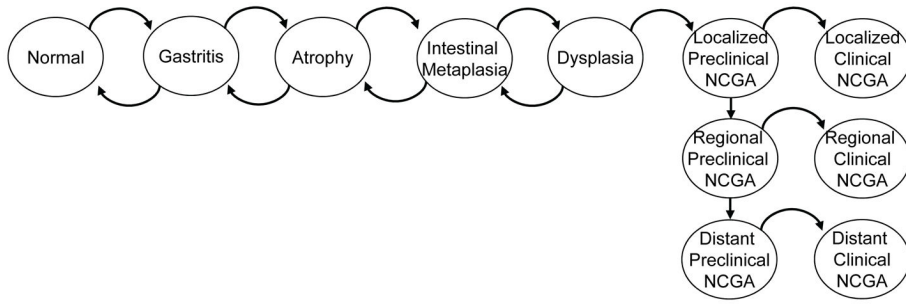 Normal
Gastritis
Atrophy
Intestinal
Metaplasia
Dysplasia
Localized
Preclinical
NCGA
Localized
Clinical
NCGA
Regional
Preclinical
NCGA
Regional
Clinical
NCGA
Distant
Preclinical
NCGA
Distant
Clinical
NCGA